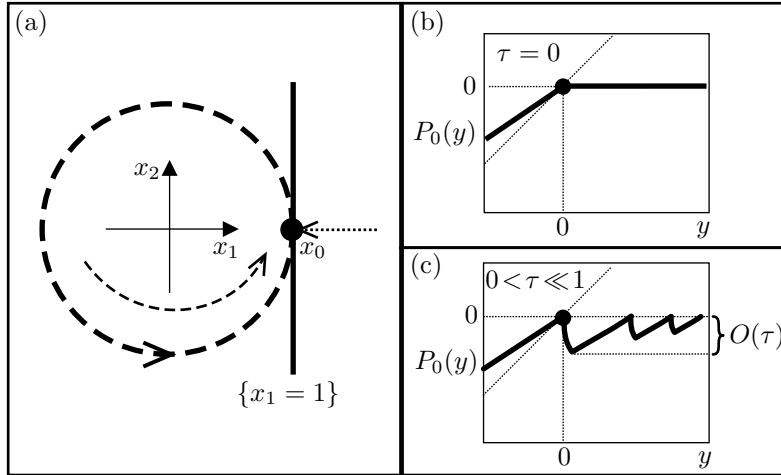 (a)
x₂
x₁
x₀
{x₁ = 1}
(b)
τ = 0
0
P₀(y)
0
y
(c)
0 < τ ≪ 1
0
O(τ)
P₀(y)
0
y